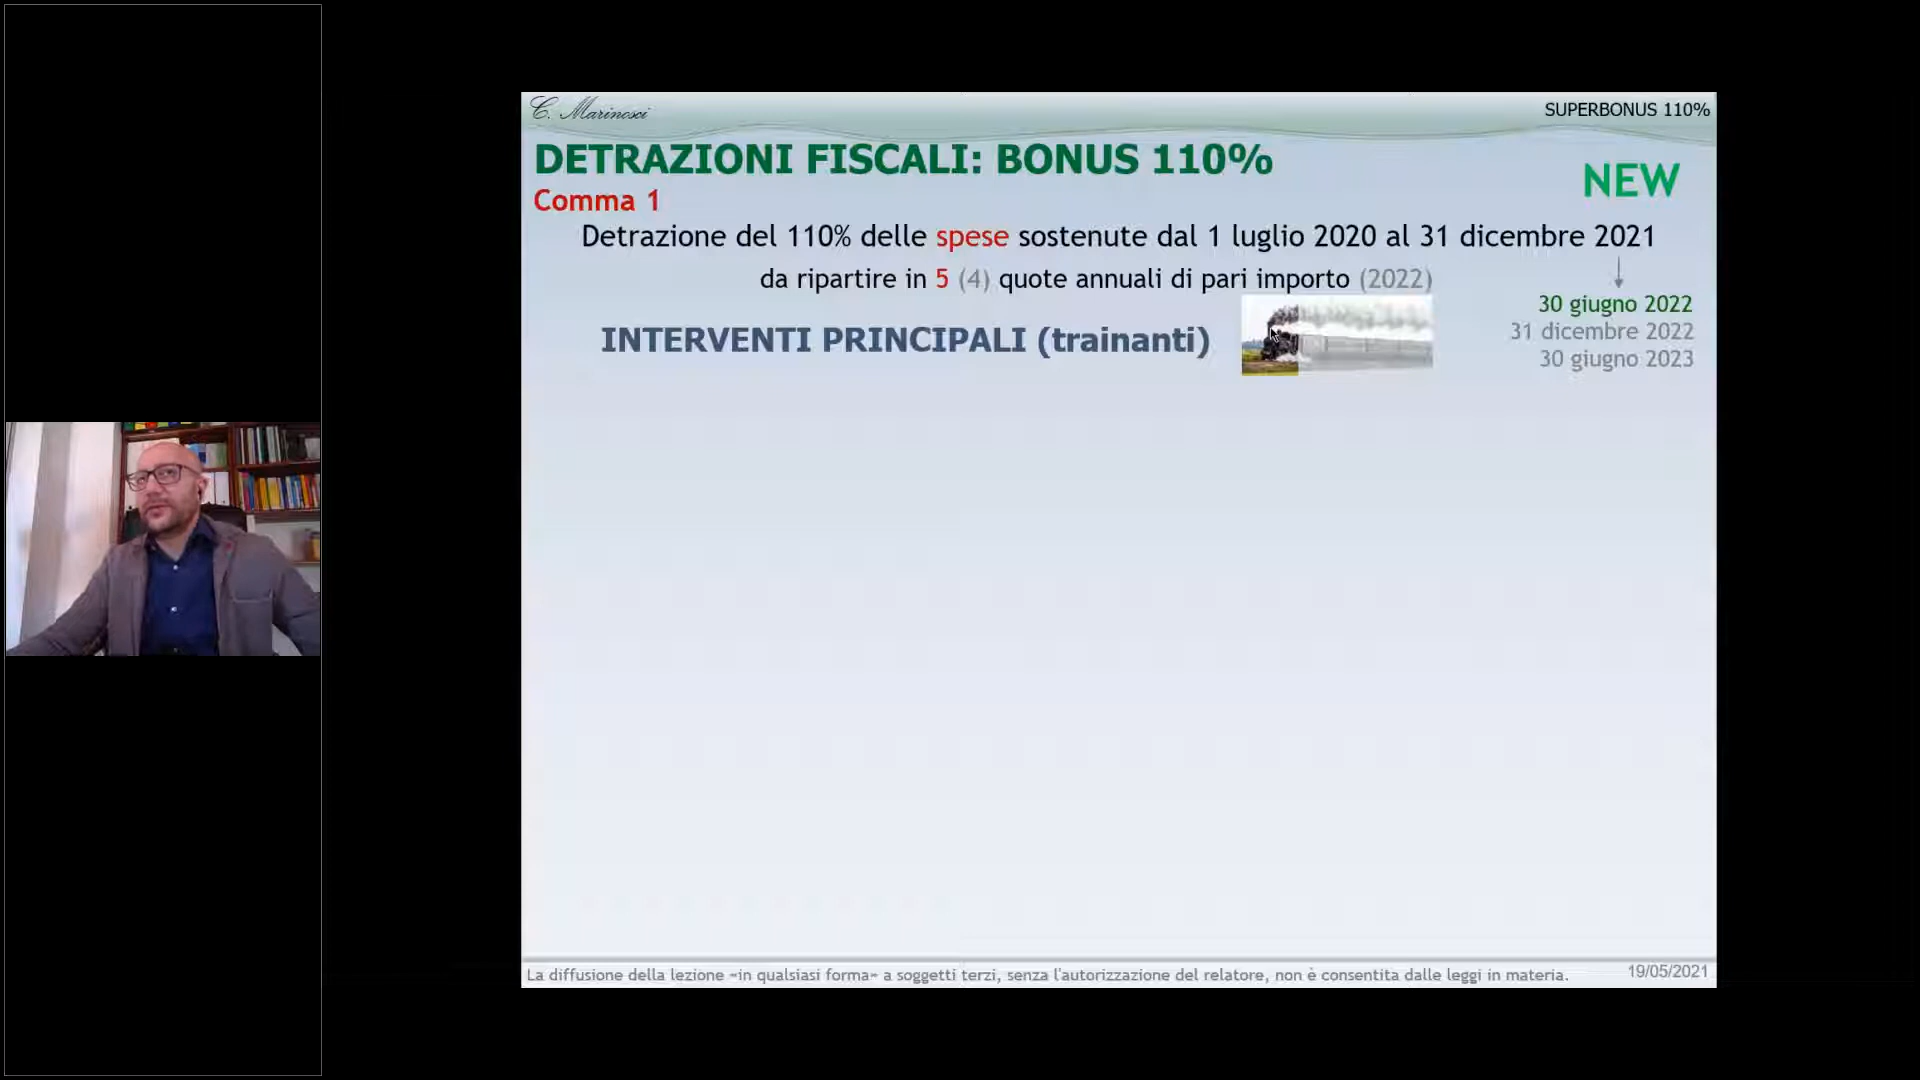 C. Marinosci
SUPERBONUS 110%
DETRAZIONI FISCALI: BONUS 110%
NEW
Comma 1
Detrazione del 110% delle spese sostenute dal 1 luglio 2020 al 31 dicembre 2021
da ripartire in 5 (4) quote annuali di pari importo (2022)
30 giugno 2022
31 dicembre 2022
30 giugno 2023
INTERVENTI PRINCIPALI (trainanti)
La diffusione della lezione «in qualsiasi forma» a soggetti terzi, senza l'autorizzazione del relatore, non è consentita dalle leggi in materia.
19/05/2021